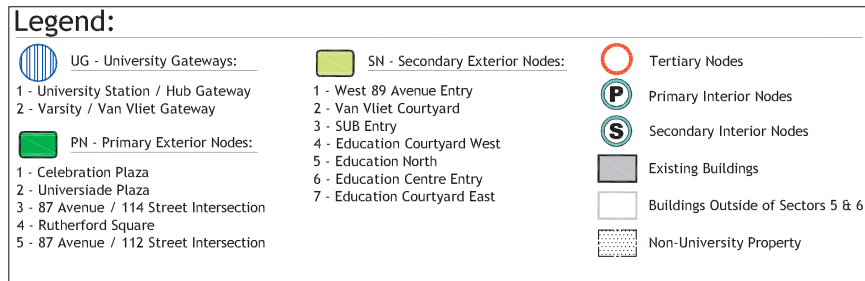 Legend:
UG - University Gateways:
1 - University Station / Hub Gateway
2 - Varsity / Van Vliet Gateway
PN - Primary Exterior Nodes:
1 - Celebration Plaza
2 - Universiade Plaza
3 - 87 Avenue / 114 Street Intersection
4 - Rutherford Square
5 - 87 Avenue / 112 Street Intersection
SN - Secondary Exterior Nodes:
1 - West 89 Avenue Entry
2 - Van Vliet Courtyard
3 - SUB Entry
4 - Education Courtyard West
5 - Education North
6 - Education Centre Entry
7 - Education Courtyard East
Tertiary Nodes
P Primary Interior Nodes
S Secondary Interior Nodes
Existing Buildings
Buildings Outside of Sectors 5 & 6
Non-University Property